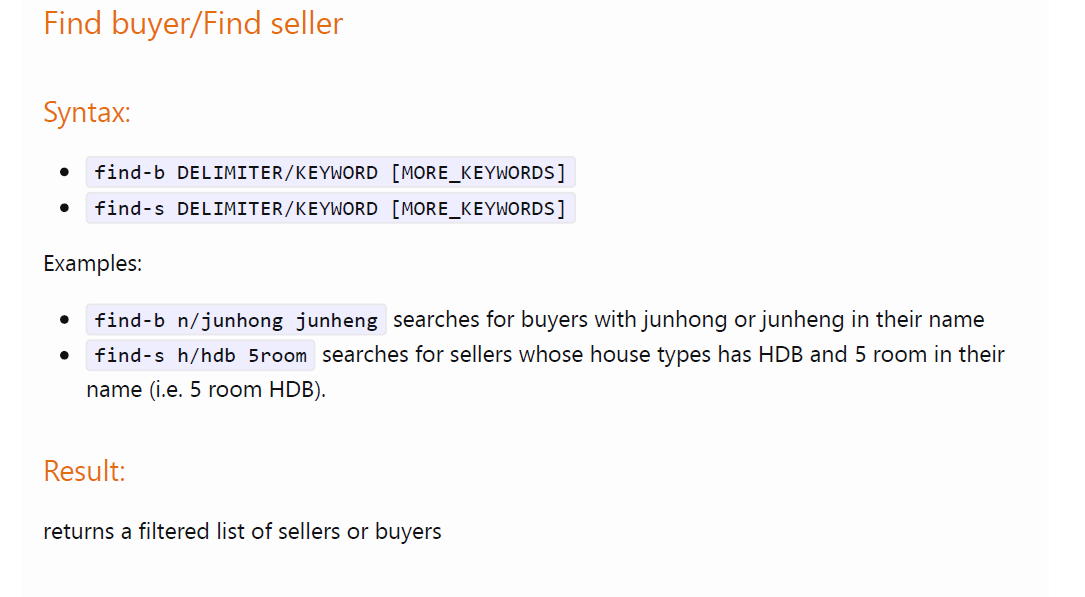 Find buyer/Find seller
Syntax:
find-b DELIMITER/KEYWORD [MORE_KEYWORDS]
find-s DELIMITER/KEYWORD [MORE_KEYWORDS]
Examples:
find-b n/junhong junheng searches for buyers with junhong or junheng in their name
find-s h/hdb 5room searches for sellers whose house types has HDB and 5 room in their
name (i.e. 5 room HDB).
Result:
returns a filtered list of sellers or buyers